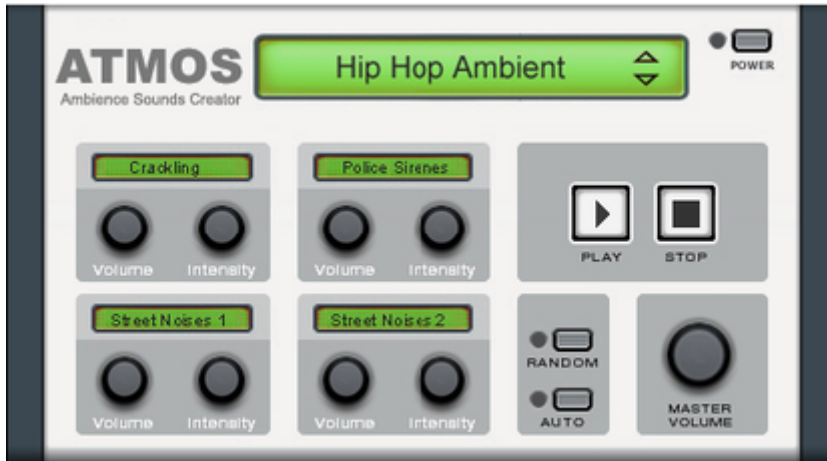 ATMOS
Ambience Sounds Creator
Hip Hop Ambient
POWER
Crackling
Volume Intensity
Police Sirenes
Volume Intensity
PLAY STOP
Street Noises 1
Volume Intensity
Street Noises 2
Volume Intensity
RANDOM
AUTO
MASTER
VOLUME